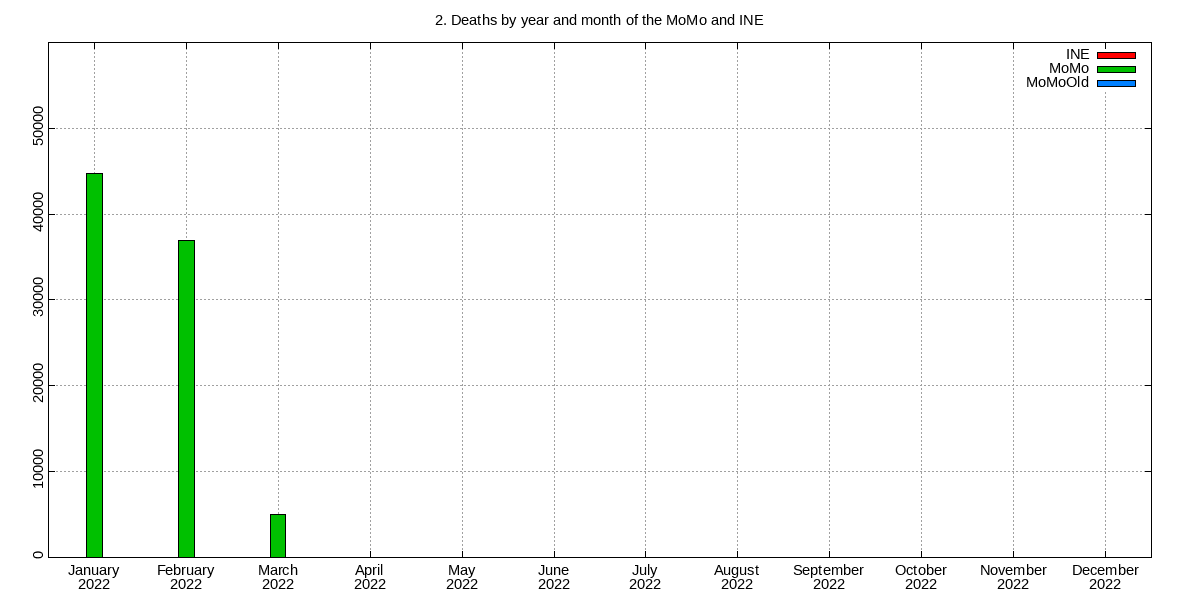 2. Deaths by year and month of the MoMo and INE
INE
MoMo
MoMoOld
50000
40000
30000
20000
10000
0
January February March April May June July August September October November December
2022 2022 2022 2022 2022 2022 2022 2022 2022 2022 2022 2022